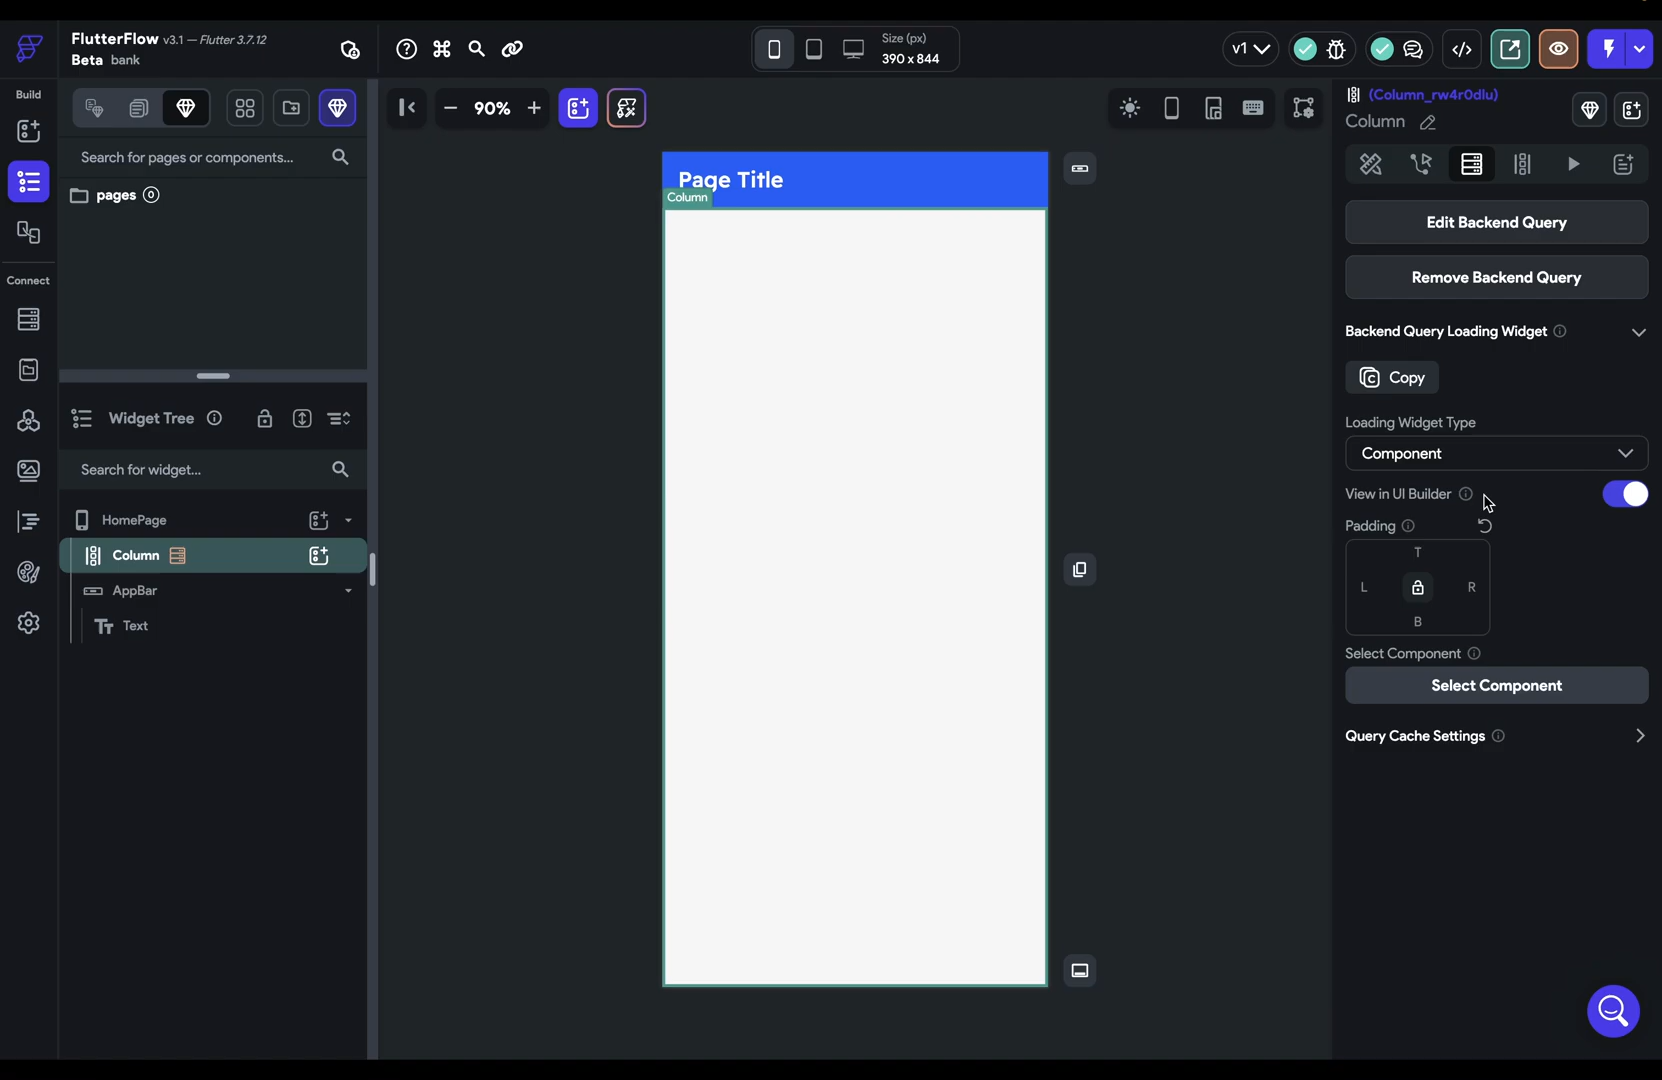 FlutterFlow v3.1 — Flutter 3.7.12
Beta bank
Size (px)
390 x 844
v1
Build
90%
Search for pages or components...
pages 0
Connect
Widget Tree
Search for widget...
HomePage
Column
AppBar
Tт Text
Page Title
Column
(Column_rw4r0dlu)
Column
Edit Backend Query
Remove Backend Query
Backend Query Loading Widget
Copy
Loading Widget Type
Component
View in UI Builder
Padding
T
L R
B
Select Component
Select Component
Query Cache Settings